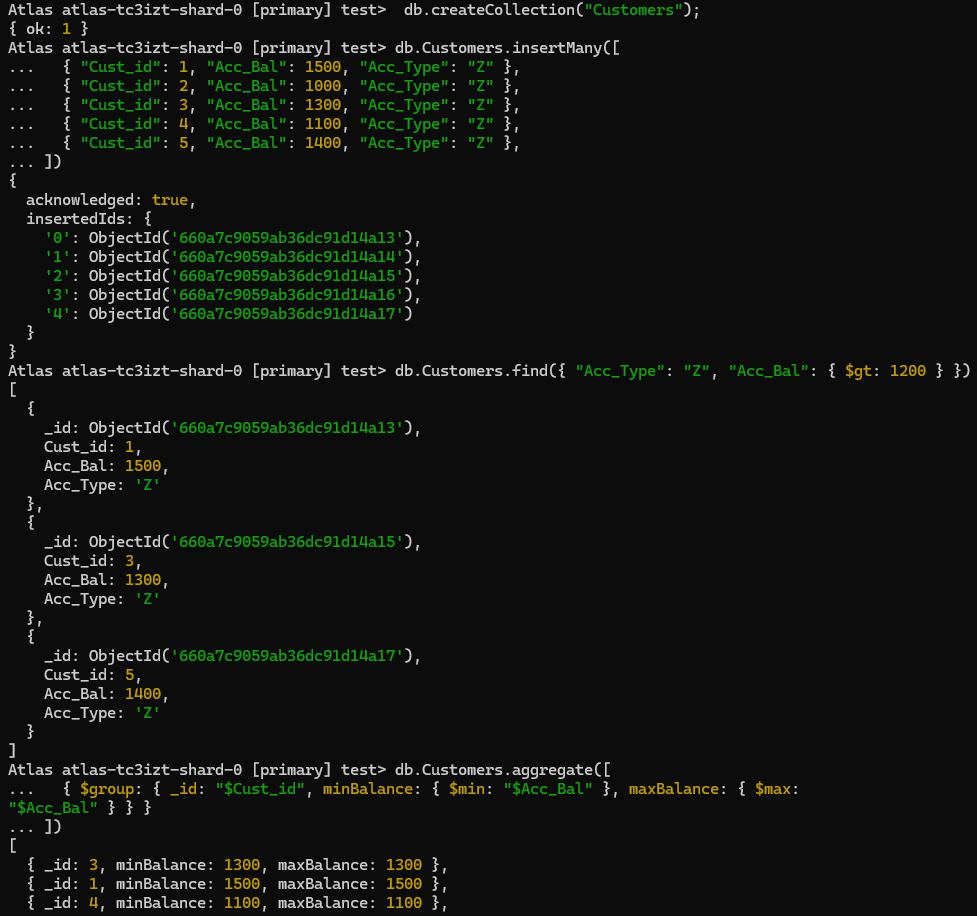 Atlas atlas-tc3izt-shard-0 [primary] test>  db.createCollection("Customers");
{ ok: 1 }
Atlas atlas-tc3izt-shard-0 [primary] test> db.Customers.insertMany([
...   { "Cust_id": 1, "Acc_Bal": 1500, "Acc_Type": "Z" },
...   { "Cust_id": 2, "Acc_Bal": 1000, "Acc_Type": "Z" },
...   { "Cust_id": 3, "Acc_Bal": 1300, "Acc_Type": "Z" },
...   { "Cust_id": 4, "Acc_Bal": 1100, "Acc_Type": "Z" },
...   { "Cust_id": 5, "Acc_Bal": 1400, "Acc_Type": "Z" },
... ])
{
  acknowledged: true,
  insertedIds: {
    '0': ObjectId('660a7c9059ab36dc91d14a13'),
    '1': ObjectId('660a7c9059ab36dc91d14a14'),
    '2': ObjectId('660a7c9059ab36dc91d14a15'),
    '3': ObjectId('660a7c9059ab36dc91d14a16'),
    '4': ObjectId('660a7c9059ab36dc91d14a17')
  }
}
Atlas atlas-tc3izt-shard-0 [primary] test> db.Customers.find({ "Acc_Type": "Z", "Acc_Bal": { $gt: 1200 } })
[
  {
    _id: ObjectId('660a7c9059ab36dc91d14a13'),
    Cust_id: 1,
    Acc_Bal: 1500,
    Acc_Type: 'Z'
  },
  {
    _id: ObjectId('660a7c9059ab36dc91d14a15'),
    Cust_id: 3,
    Acc_Bal: 1300,
    Acc_Type: 'Z'
  },
  {
    _id: ObjectId('660a7c9059ab36dc91d14a17'),
    Cust_id: 5,
    Acc_Bal: 1400,
    Acc_Type: 'Z'
  }
]
Atlas atlas-tc3izt-shard-0 [primary] test> db.Customers.aggregate([
...   { $group: { _id: "$Cust_id", minBalance: { $min: "$Acc_Bal" }, maxBalance: { $max:
"$Acc_Bal" } } }
... ])
[
  { _id: 3, minBalance: 1300, maxBalance: 1300 },
  { _id: 1, minBalance: 1500, maxBalance: 1500 },
  { _id: 4, minBalance: 1100, maxBalance: 1100 },